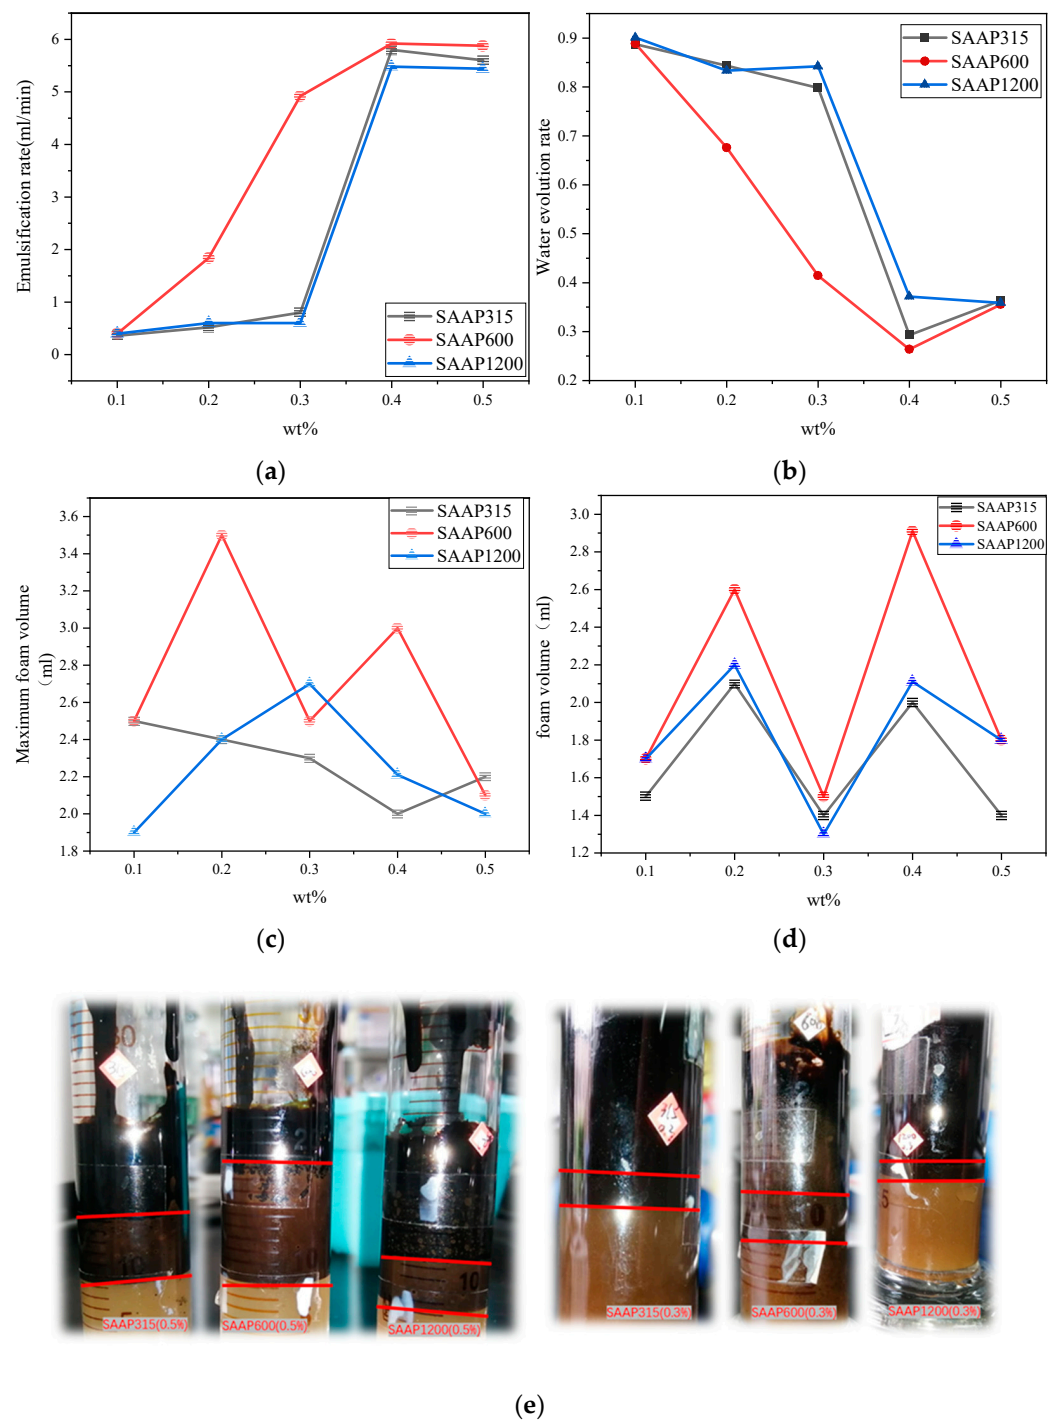 Emulsification rate(ml/min)
6
5
4
3
2
1
0
SAAP315
SAAP600
SAAP1200
0.1 0.2 0.3 0.4 0.5
wt%
(a)
Water evolution rate
0.9
0.8
0.7
0.6
0.5
0.4
0.3
0.2
SAAP315
SAAP600
SAAP1200
0.1 0.2 0.3 0.4 0.5
wt%
(b)
Maximum foam volume
（ml）
3.6
3.4
3.2
3.0
2.8
2.6
2.4
2.2
2.0
1.8
SAAP315
SAAP600
SAAP1200
0.1 0.2 0.3 0.4 0.5
wt%
(c)
foam volume（ml）
3.0
2.8
2.6
2.4
2.2
2.0
1.8
1.6
1.4
1.2
SAAP315
SAAP600
SAAP1200
0.1 0.2 0.3 0.4 0.5
wt%
(d)
10
5
SAAP315(0.5%)
SAAP600(0.5%)
10
SAAP1200(0.5%)
SAAP315(0.3%)
600
SAAP600(0.3%)
1200
5
SAAP1200(0.3%)
(e)